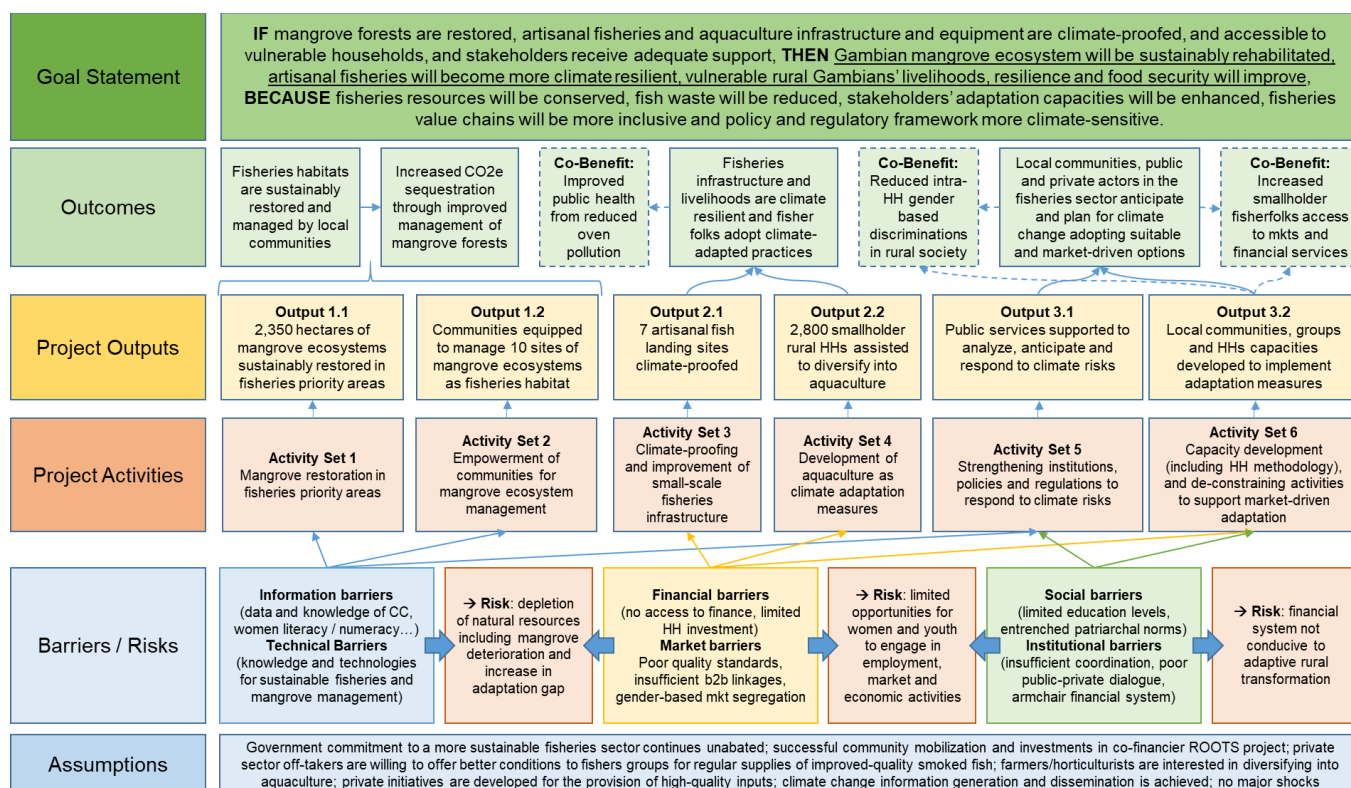 Goal Statement
IF mangrove forests are restored, artisanal fisheries and aquaculture infrastructure and equipment are climate-proofed, and accessible to
vulnerable households, and stakeholders receive adequate support, THEN Gambian mangrove ecosystem will be sustainably rehabilitated,
artisanal fisheries will become more climate resilient, vulnerable rural Gambians' livelihoods, resilience and food security will improve,
BECAUSE fisheries resources will be conserved, fish waste will be reduced, stakeholders' adaptation capacities will be enhanced, fisheries
value chains will be more inclusive and policy and regulatory framework more climate-sensitive.
Outcomes
Fisheries habitats
are sustainably
restored and
managed by local
communities
Increased CO2e
sequestration
through improved
management of
mangrove forests
Co-Benefit:
Improved
public health
from reduced
oven
pollution
Fisheries
infrastructure and
livelihoods are climate
resilient and fisher
folks adopt climate-
adapted practices
Co-Benefit:
Reduced intra-
HH gender
based
discriminations
in rural society
Local communities, public
and private actors in the
fisheries sector anticipate
and plan for climate
change adopting suitable
and market-driven options
Co-Benefit:
Increased
smallholder
fisherfolks access
to mkts and
financial services
Project Outputs
Output 1.1
2,350 hectares of
mangrove ecosystems
sustainably restored in
fisheries priority areas
Output 1.2
Communities equipped
to manage 10 sites of
mangrove ecosystems
as fisheries habitat
Output 2.1
7 artisanal fish
landing sites
climate-proofed
Output 2.2
2,800 smallholder
rural HHs assisted
to diversify into
aquaculture
Output 3.1
Public services supported to
analyze, anticipate and
respond to climate risks
Output 3.2
Local communities, groups
and HHs capacities
developed to implement
adaptation measures
Project Activities
Activity Set 1
Mangrove restoration in
fisheries priority areas
Activity Set 2
Empowerment of
communities for
mangrove ecosystem
management
Activity Set 3
Climate-proofing
and improvement of
small-scale fisheries
infrastructure
Activity Set 4
Development of
aquaculture as
climate adaptation
measures
Activity Set 5
Strengthening institutions,
policies and regulations to
respond to climate risks
Activity Set 6
Capacity development
(including HH methodology),
and de-constraining activities
to support market-driven
adaptation
Barriers / Risks
Information barriers
(data and knowledge of CC,
women literacy / numeracy…)
Technical Barriers
(knowledge and technologies
for sustainable fisheries and
mangrove management)
→ Risk: depletion
of natural resources
including mangrove
deterioration and
increase in
adaptation gap
Financial barriers
(no access to finance, limited
HH investment)
Market barriers
Poor quality standards,
insufficient b2b linkages,
gender-based mkt segregation
→ Risk: limited
opportunities for
women and youth
to engage in
employment,
market and
economic activities
Social barriers
(limited education levels,
entrenched patriarchal norms)
Institutional barriers
(insufficient coordination, poor
public-private dialogue,
armchair financial system)
→ Risk: financial
system not
conducive to
adaptive rural
transformation
Assumptions
Government commitment to a more sustainable fisheries sector continues unabated; successful community mobilization and investments in co-financier ROOTS project; private
sector off-takers are willing to offer better conditions to fishers groups for regular supplies of improved-quality smoked fish; farmers/horticulturists are interested in diversifying into
aquaculture; private initiatives are developed for the provision of high-quality inputs; climate change information generation and dissemination is achieved; no major shocks